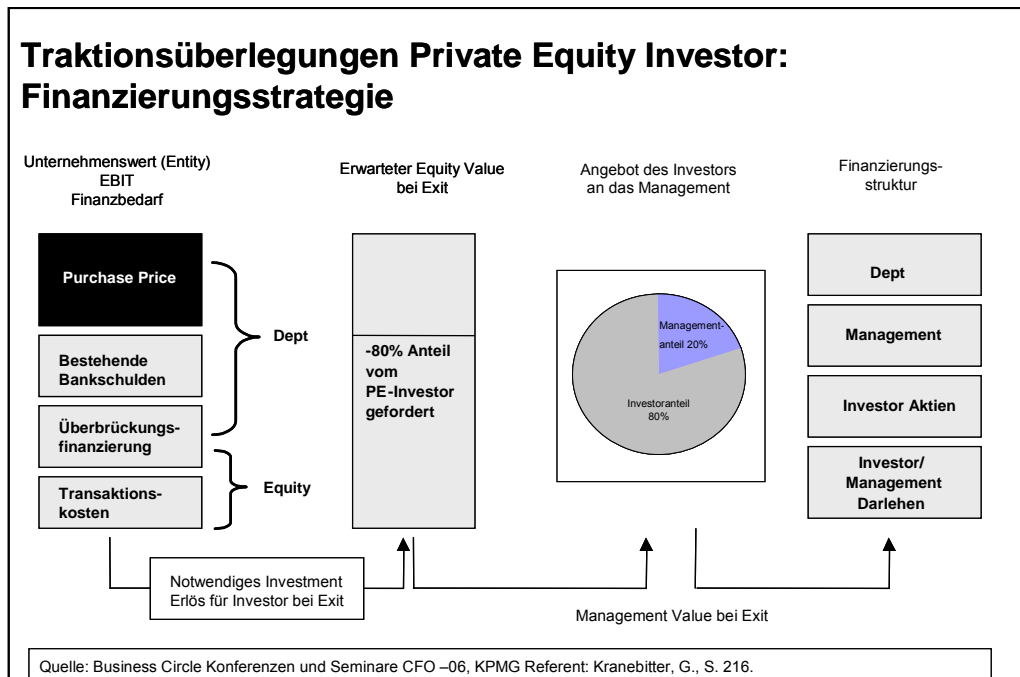 Traktionsüberlegungen Private Equity Investor:
Finanzierungsstrategie
Unternehmenswert (Entity)
EBIT
Finanzbedarf
Purchase Price
Bestehende
Bankschulden
Überbrückungs-
finanzierung
Transaktions-
kosten
Dept
Equity
Notwendiges Investment
Erlös für Investor bei Exit
Erwarteter Equity Value
bei Exit
-80% Anteil
vom
PE-Investor
gefordert
Angebot des Investors
an das Management
Management-
anteil 20%
Investoranteil
80%
Management Value bei Exit
Finanzierungs-
struktur
Dept
Management
Investor Aktien
Investor/
Management
Darlehen
Quelle: Business Circle Konferenzen und Seminare CFO –06, KPMG Referent: Kranebitter, G., S. 216.